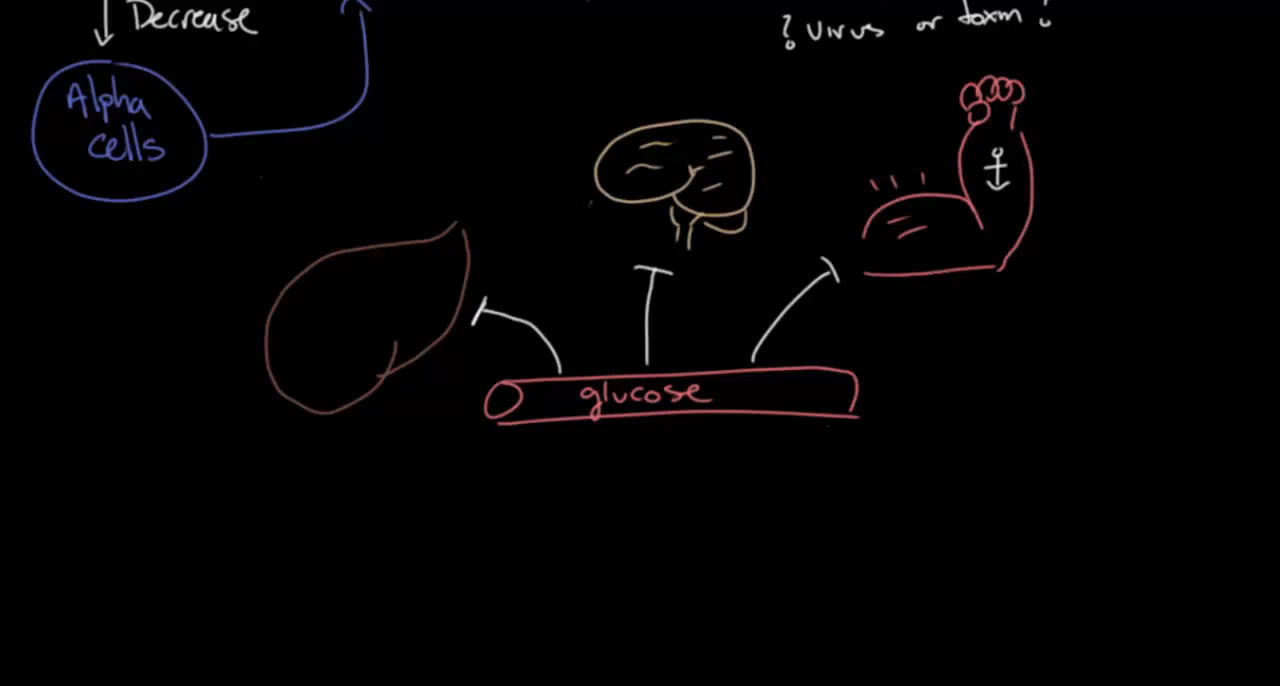 Decrease
? virus or toxin ?
Alpha
cells
glucose